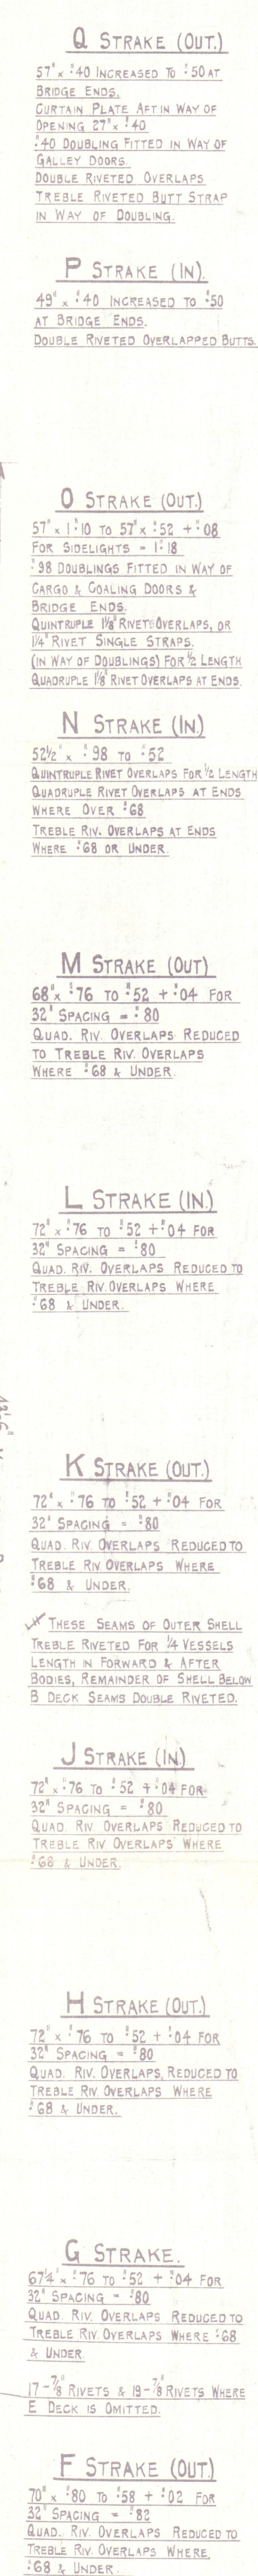 Q STRAKE (OUT.)
57" x ·40 INCREASED TO ·50 AT
BRIDGE ENDS.
CURTAIN PLATE AFT IN WAY OF
OPENING 27" x ·40
·40 DOUBLING FITTED IN WAY OF
GALLEY DOORS.
DOUBLE RIVETED OVERLAPS
TREBLE RIVETED BUTT STRAP
IN WAY OF DOUBLING.
P STRAKE (IN).
49" x ·40 INCREASED TO ·50
AT BRIDGE ENDS.
DOUBLE RIVETED OVERLAPPED BUTTS.
O STRAKE (OUT.)
57" x 1·10 TO 57" x ·52 + ·08
FOR SIDELIGHTS = 1·18
·98 DOUBLINGS FITTED IN WAY OF
CARGO & COALING DOORS &
BRIDGE ENDS.
QUINTRUPLE 1⅛" RIVET OVERLAPS, OR
1¼" RIVET SINGLE STRAPS.
(IN WAY OF DOUBLINGS) FOR ½ LENGTH
QUADRUPLE 1⅛" RIVET OVERLAPS AT ENDS.
N STRAKE (IN.)
52½" x ·98 TO ·52
QUINTRUPLE RIVET OVERLAPS FOR ½ LENGTH
QUADRUPLE RIVET OVERLAPS AT ENDS
WHERE OVER ·68
TREBLE RIV. OVERLAPS AT ENDS
WHERE ·68 OR UNDER.
M STRAKE (OUT)
68" x ·76 TO ·52 + ·04 FOR
32" SPACING = ·80
QUAD. RIV. OVERLAPS REDUCED
TO TREBLE RIV. OVERLAPS
WHERE ·68 & UNDER.
L STRAKE (IN.)
72" x ·76 TO ·52 + ·04 FOR
32" SPACING = ·80
QUAD. RIV. OVERLAPS REDUCED TO
TREBLE RIV. OVERLAPS WHERE
·68 & UNDER.
K STRAKE (OUT.)
72" x ·76 TO ·52 + ·04 FOR
32" SPACING = ·80
QUAD. RIV. OVERLAPS REDUCED TO
TREBLE RIV OVERLAPS WHERE
·68 & UNDER.
THESE SEAMS OF OUTER SHELL
TREBLE RIVETED FOR ¼ VESSELS
LENGTH IN FORWARD & AFTER
BODIES, REMAINDER OF SHELL BELOW
B DECK SEAMS DOUBLE RIVETED.
J STRAKE (IN)
72" x ·76 TO ·52 + ·04 FOR
32" SPACING = ·80
QUAD. RIV OVERLAPS REDUCED TO
TREBLE RIV OVERLAPS WHERE
·68 & UNDER.
H STRAKE (OUT.)
72" x ·76 TO ·52 + ·04 FOR
32" SPACING = ·80
QUAD. RIV. OVERLAPS, REDUCED TO
TREBLE RIV. OVERLAPS WHERE
·68 & UNDER.
G STRAKE.
67¼" x ·76 TO ·52 + ·04 FOR
32" SPACING = ·80
QUAD. RIV. OVERLAPS REDUCED TO
TREBLE RIV. OVERLAPS WHERE ·68
& UNDER.
17-⅞" RIVETS & 19-⅞" RIVETS WHERE
E DECK IS OMITTED.
F STRAKE (OUT)
70" x ·80 TO ·58 + ·02 FOR
32" SPACING = ·82
QUAD. RIV. OVERLAPS REDUCED TO
TREBLE RIV. OVERLAPS WHERE
·68 & UNDER.